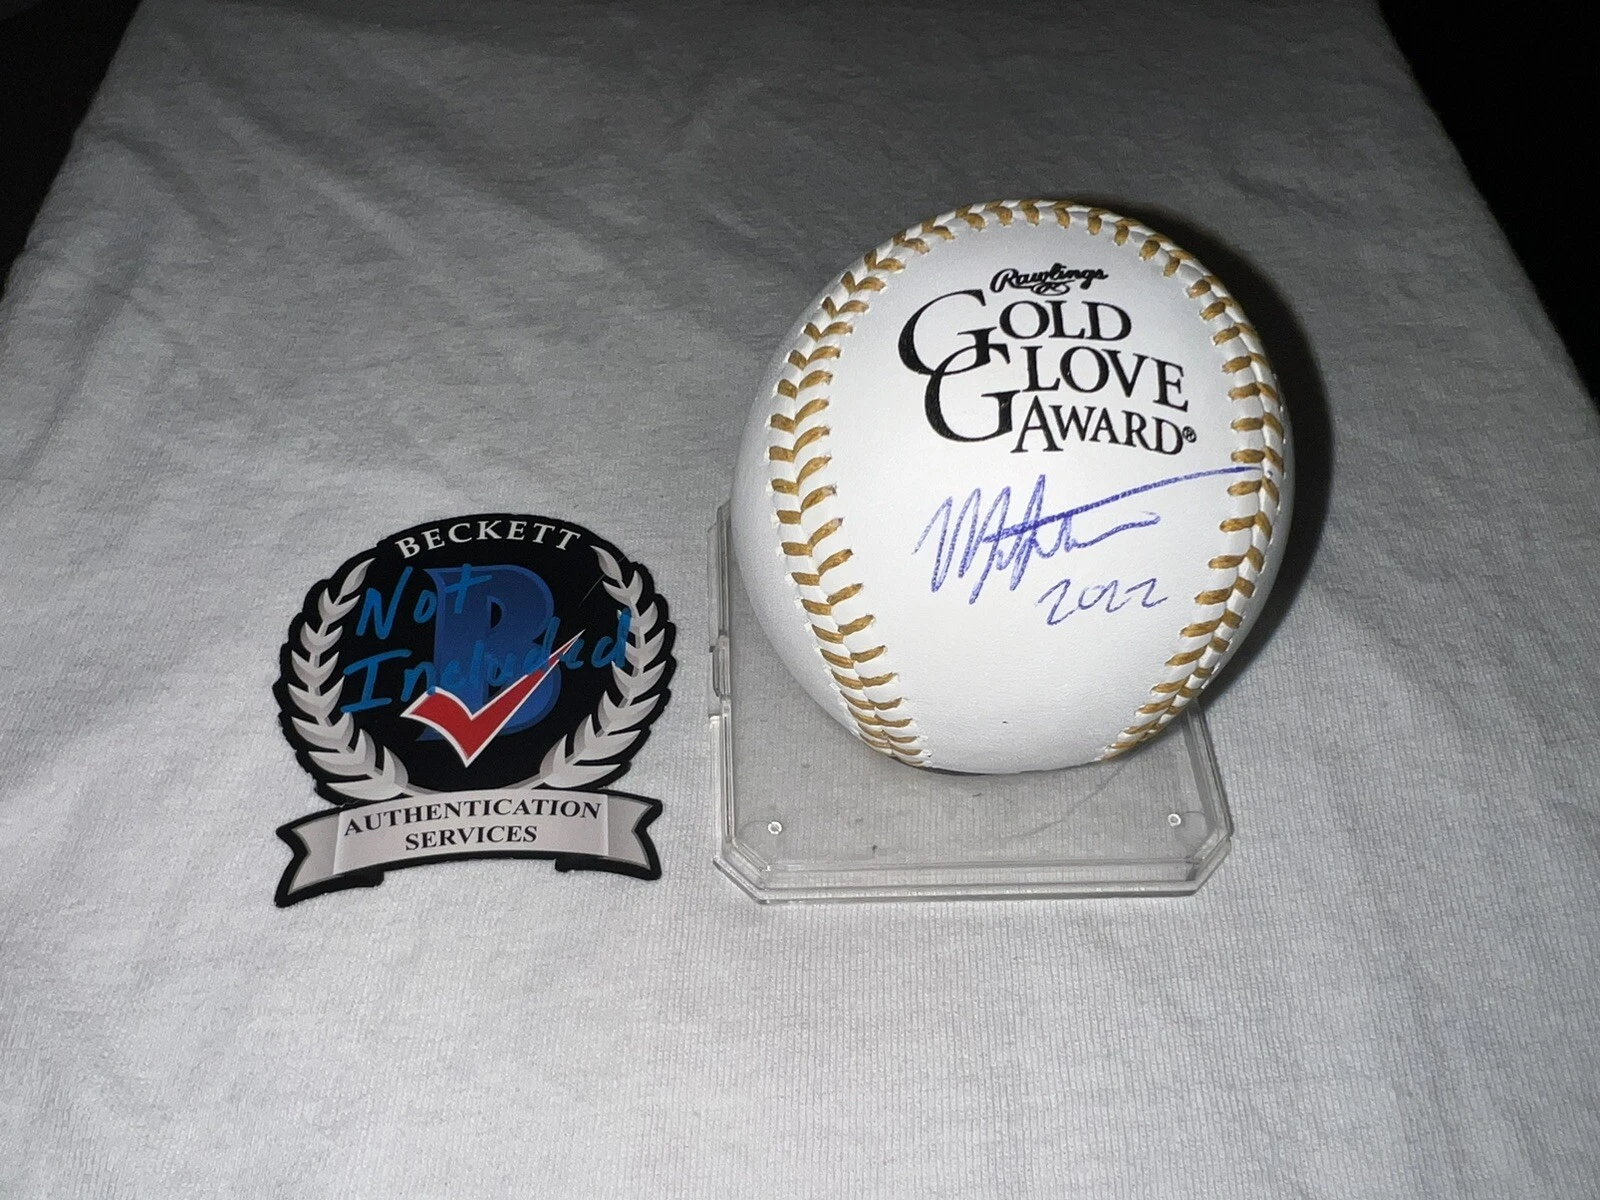 BECKETT
Not
Included
B
AUTHENTICATION
SERVICES
Rawlings
GOLD
GLOVE
AWARD®
2022